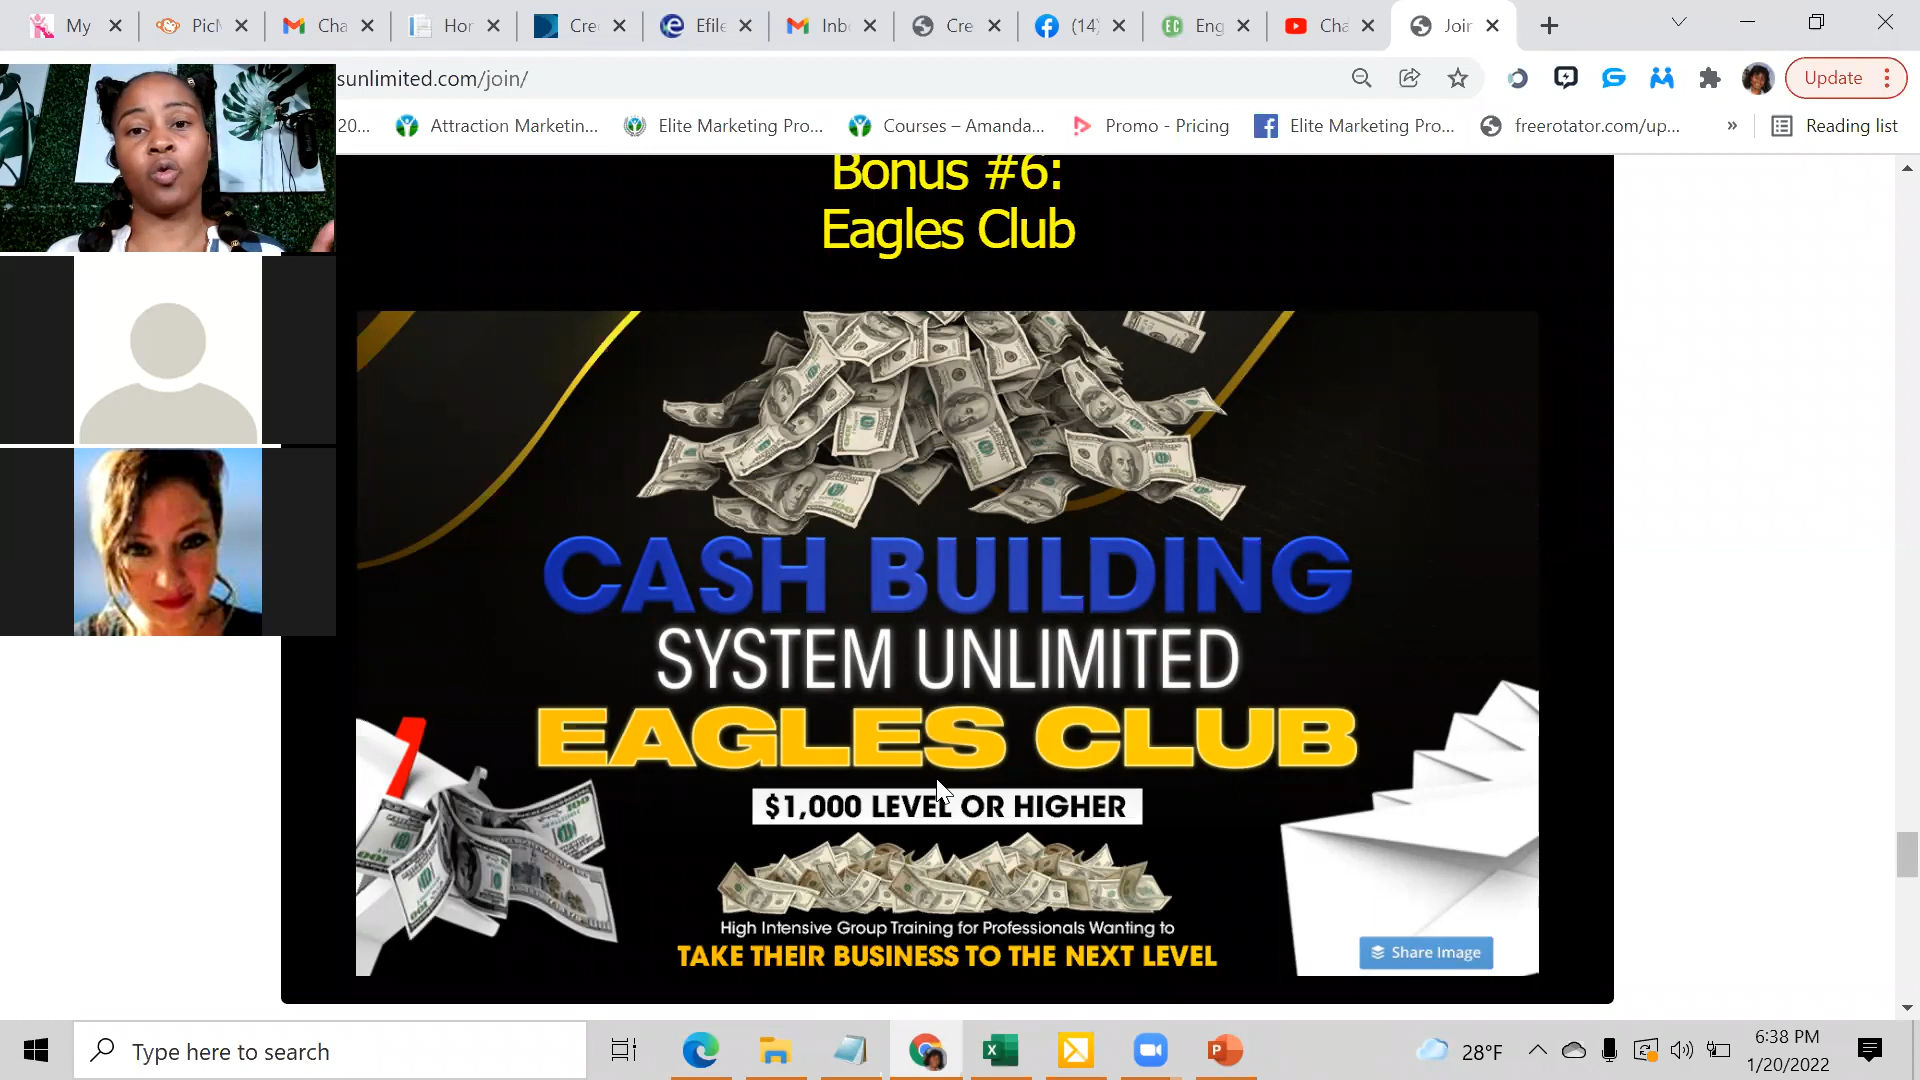 My
PicM
Cha
Hor
Cre
Efile
Inbo
Cre
(14)
Eng
Cha
Join
sunlimited.com/join/
Update
20...
Attraction Marketin...
Elite Marketing Pro...
Courses – Amanda...
Promo - Pricing
Elite Marketing Pro...
freerotator.com/up...
»
Reading list
Bonus #6:
Eagles Club
CASH BUILDING
SYSTEM UNLIMITED
EAGLES CLUB
$1,000 LEVEL OR HIGHER
High Intensive Group Training for Professionals Wanting to
TAKE THEIR BUSINESS TO THE NEXT LEVEL
Share Image
Type here to search
28°F
6:38 PM
1/20/2022